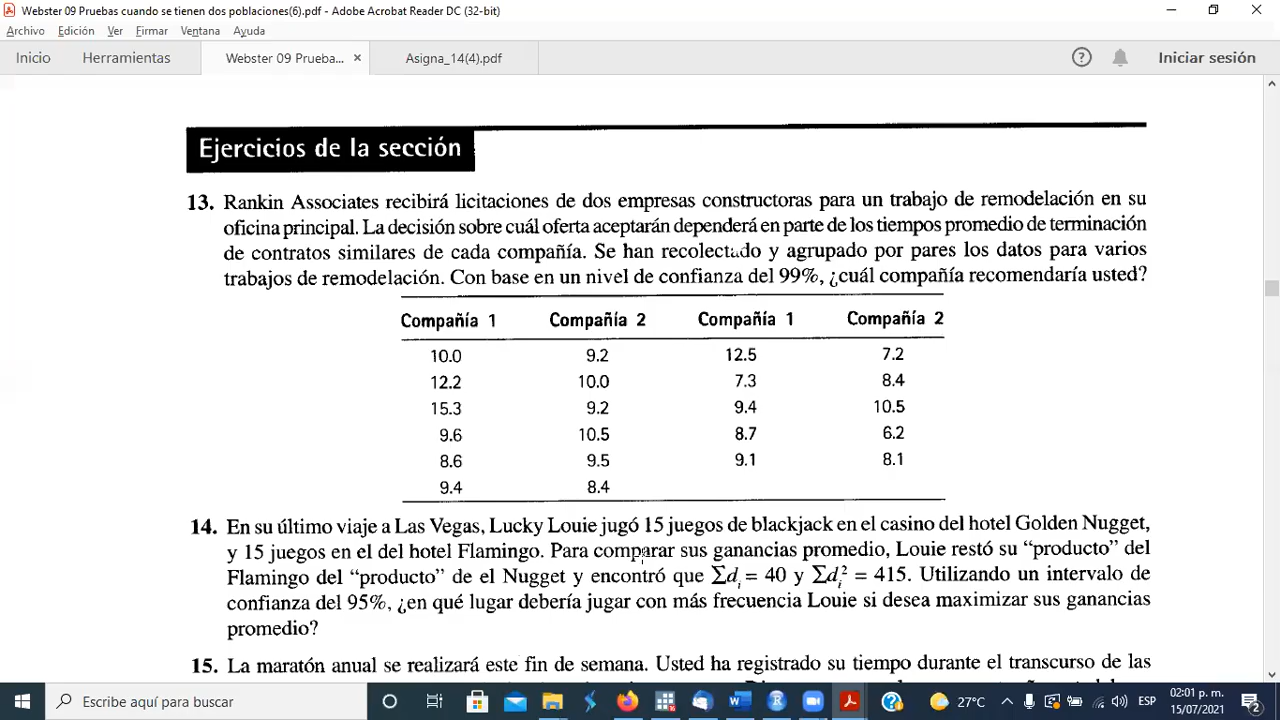 Webster 09 Pruebas cuando se tienen dos poblaciones(6).pdf - Adobe Acrobat Reader DC (32-bit)
Archivo Edición Ver Firmar Ventana Ayuda
Inicio Herramientas Webster 09 Prueba... × Asigna_14(4).pdf Iniciar sesión
Ejercicios de la sección
13. Rankin Associates recibirá licitaciones de dos empresas constructoras para un trabajo de remodelación en su
oficina principal. La decisión sobre cuál oferta aceptarán dependerá en parte de los tiempos promedio de terminación
de contratos similares de cada compañía. Se han recolectado y agrupado por pares los datos para varios
trabajos de remodelación. Con base en un nivel de confianza del 99%, ¿cuál compañía recomendaría usted?
Compañía 1 Compañía 2 Compañía 1 Compañía 2
10.0 9.2 12.5 7.2
12.2 10.0 7.3 8.4
15.3 9.2 9.4 10.5
9.6 10.5 8.7 6.2
8.6 9.5 9.1 8.1
9.4 8.4
14. En su último viaje a Las Vegas, Lucky Louie jugó 15 juegos de blackjack en el casino del hotel Golden Nugget,
y 15 juegos en el del hotel Flamingo. Para comparar sus ganancias promedio, Louie restó su “producto” del
Flamingo del “producto” de el Nugget y encontró que Σdᵢ = 40 y Σdᵢ² = 415. Utilizando un intervalo de
confianza del 95%, ¿en qué lugar debería jugar con más frecuencia Louie si desea maximizar sus ganancias
promedio?
15. La maratón anual se realizará este fin de semana. Usted ha registrado su tiempo durante el transcurso de las
Escribe aquí para buscar 27°C ESP 02:01 p. m.
15/07/2021 2